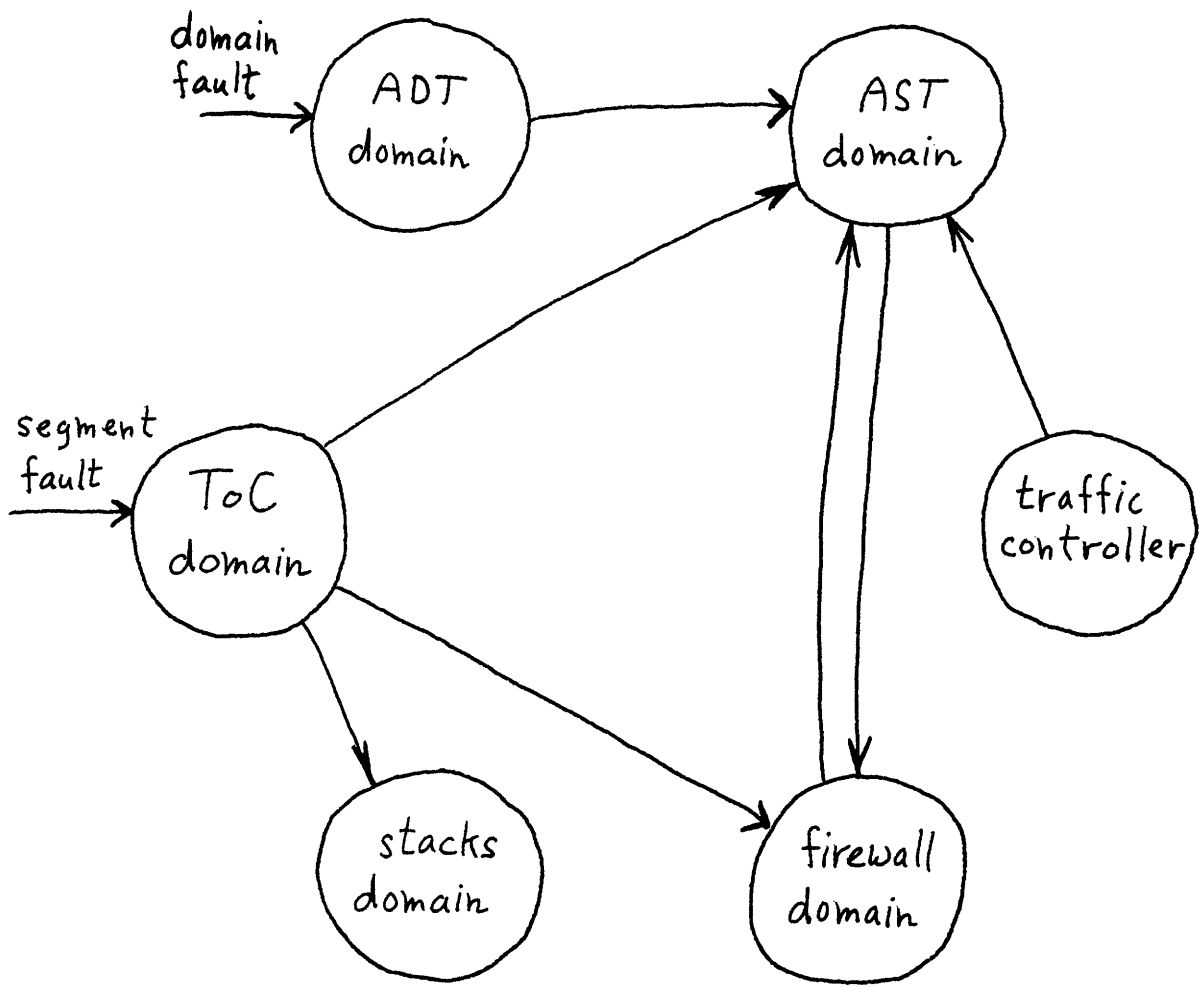 domain
fault
ADT
domain
AST
domain
segment
fault
ToC
domain
traffic
controller
stacks
domain
firewall
domain